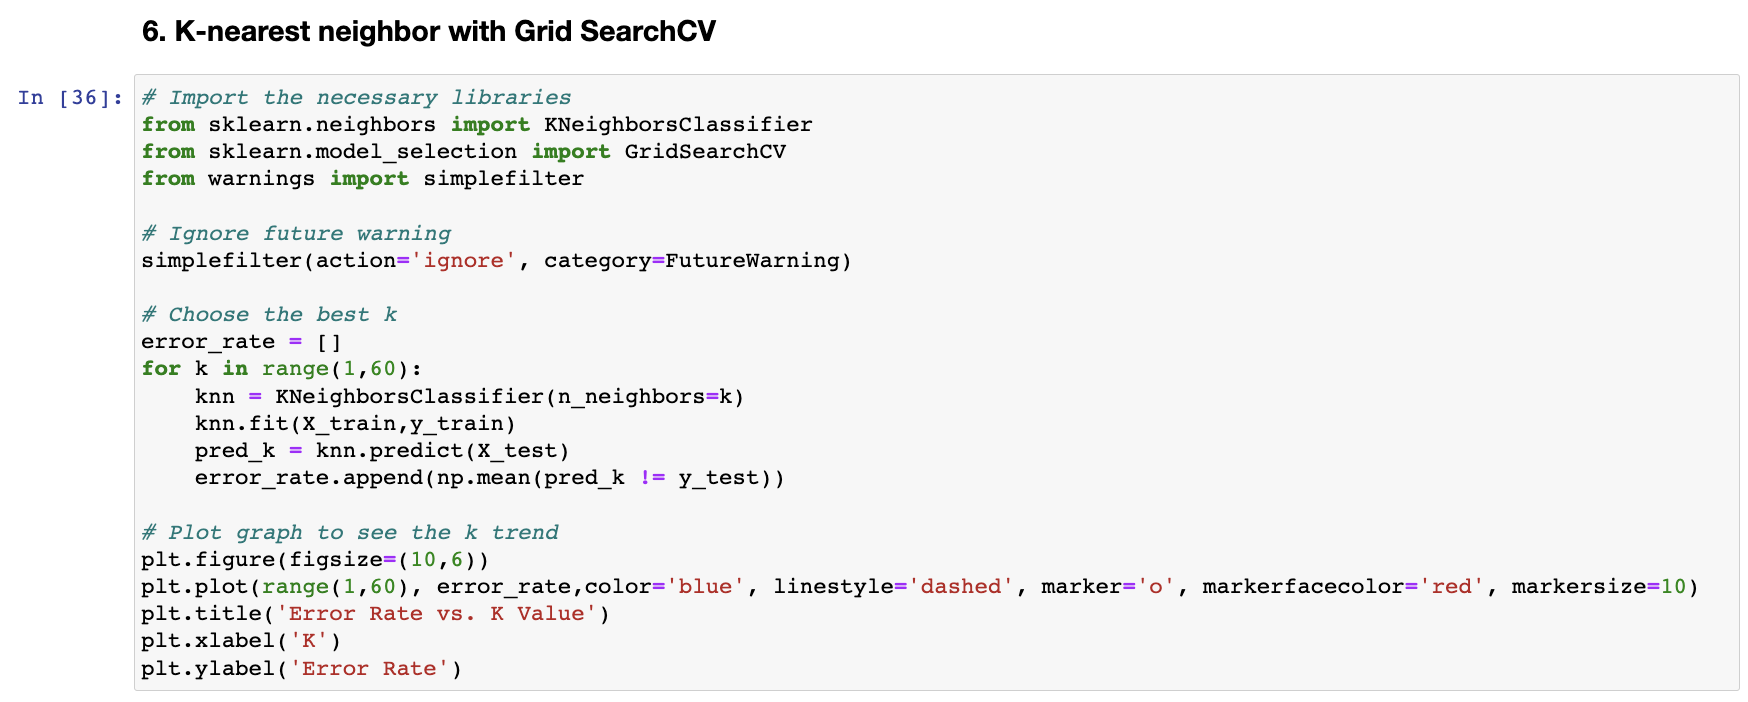 6. K-nearest neighbor with Grid SearchCV
In [36]:
# Import the necessary libraries
from sklearn.neighbors import KNeighborsClassifier
from sklearn.model_selection import GridSearchCV
from warnings import simplefilter
# Ignore future warning
simplefilter(action='ignore', category=FutureWarning)
# Choose the best k
error_rate = []
for k in range(1,60):
    knn = KNeighborsClassifier(n_neighbors=k)
    knn.fit(X_train,y_train)
    pred_k = knn.predict(X_test)
    error_rate.append(np.mean(pred_k != y_test))
# Plot graph to see the k trend
plt.figure(figsize=(10,6))
plt.plot(range(1,60), error_rate,color='blue', linestyle='dashed', marker='o', markerfacecolor='red', markersize=10)
plt.title('Error Rate vs. K Value')
plt.xlabel('K')
plt.ylabel('Error Rate')